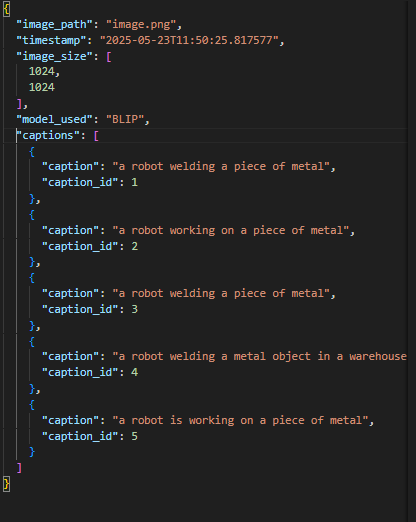 {
"image_path": "image.png",
"timestamp": "2025-05-23T11:50:25.817577",
"image_size": [
1024,
1024
],
"model_used": "BLIP",
"captions": [
{
"caption": "a robot welding a piece of metal",
"caption_id": 1
},
{
"caption": "a robot working on a piece of metal",
"caption_id": 2
},
{
"caption": "a robot welding a piece of metal",
"caption_id": 3
},
{
"caption": "a robot welding a metal object in a warehouse
"caption_id": 4
},
{
"caption": "a robot is working on a piece of metal",
"caption_id": 5
}
]
}